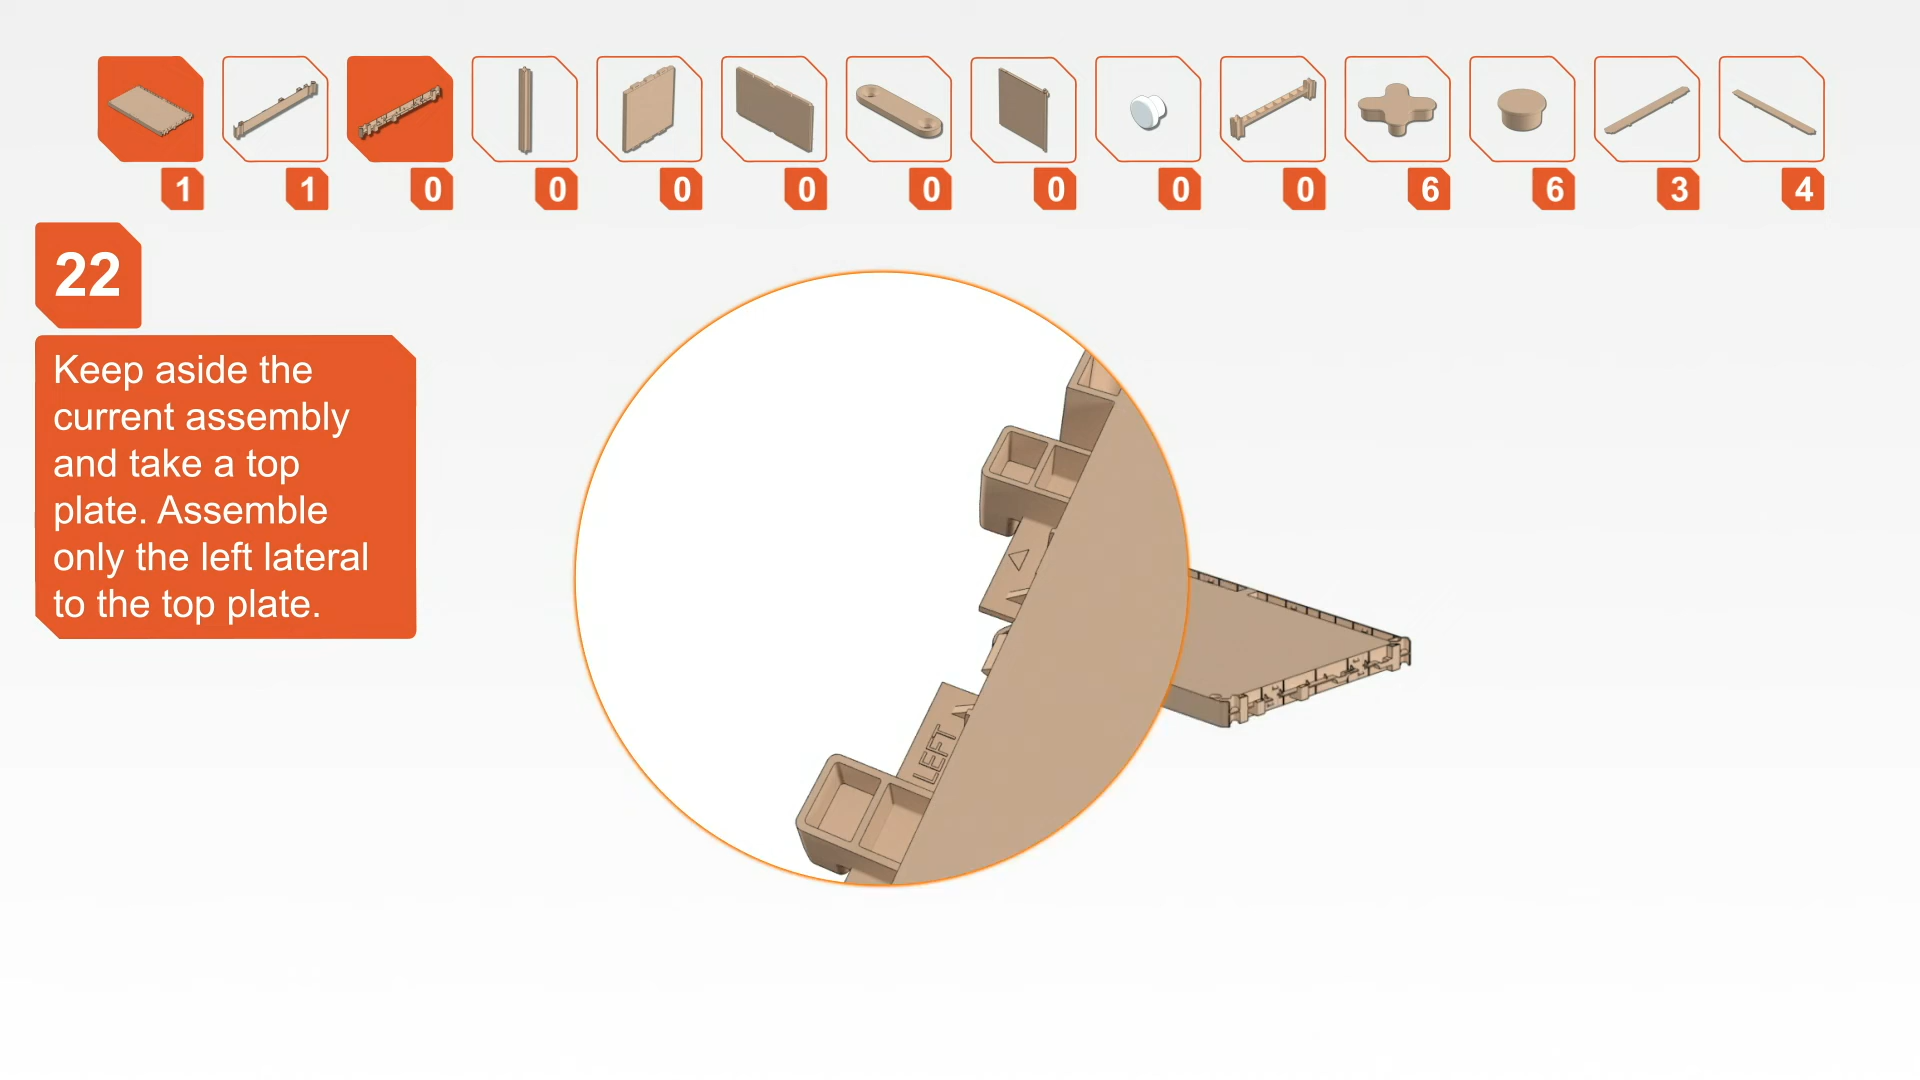 1 1 0 0 0 0 0 0 0 0 6 6 3 4
22
Keep aside the
current assembly
and take a top
plate. Assemble
only the left lateral
to the top plate.
LEFT